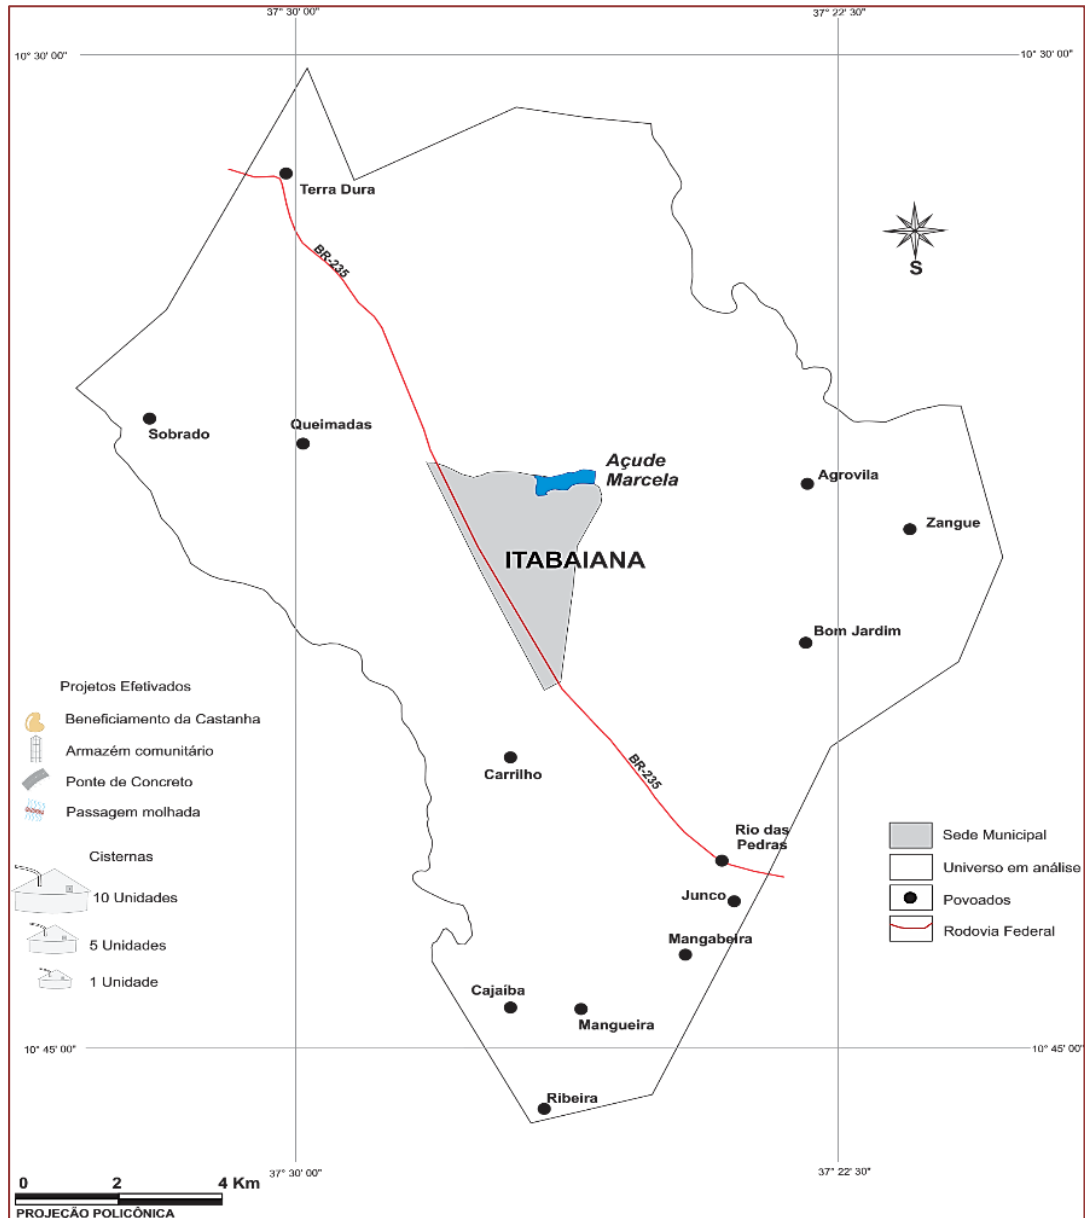 37° 30' 00"
37° 22' 30"
10° 30' 00"
10° 30' 00"
Terra Dura
BR-235
S
Sobrado
Queimadas
Açude
Marcela
Agrovila
Zangue
ITABAIANA
Bom Jardim
Projetos Efetivados
Beneficiamento da Castanha
Armazém comunitário
Ponte de Concreto
Passagem molhada
Cisternas
10 Unidades
5 Unidades
1 Unidade
Carrilho
BR-235
Rio das
Pedras
Junco
Mangabeira
Cajaíba
Mangueira
Ribeira
Sede Municipal
Universo em análise
Povoados
Rodovia Federal
10° 45' 00"
10° 45' 00"
37° 30' 00"
37° 22' 30"
0 2 4 Km
PROJEÇÃO POLICÔNICA